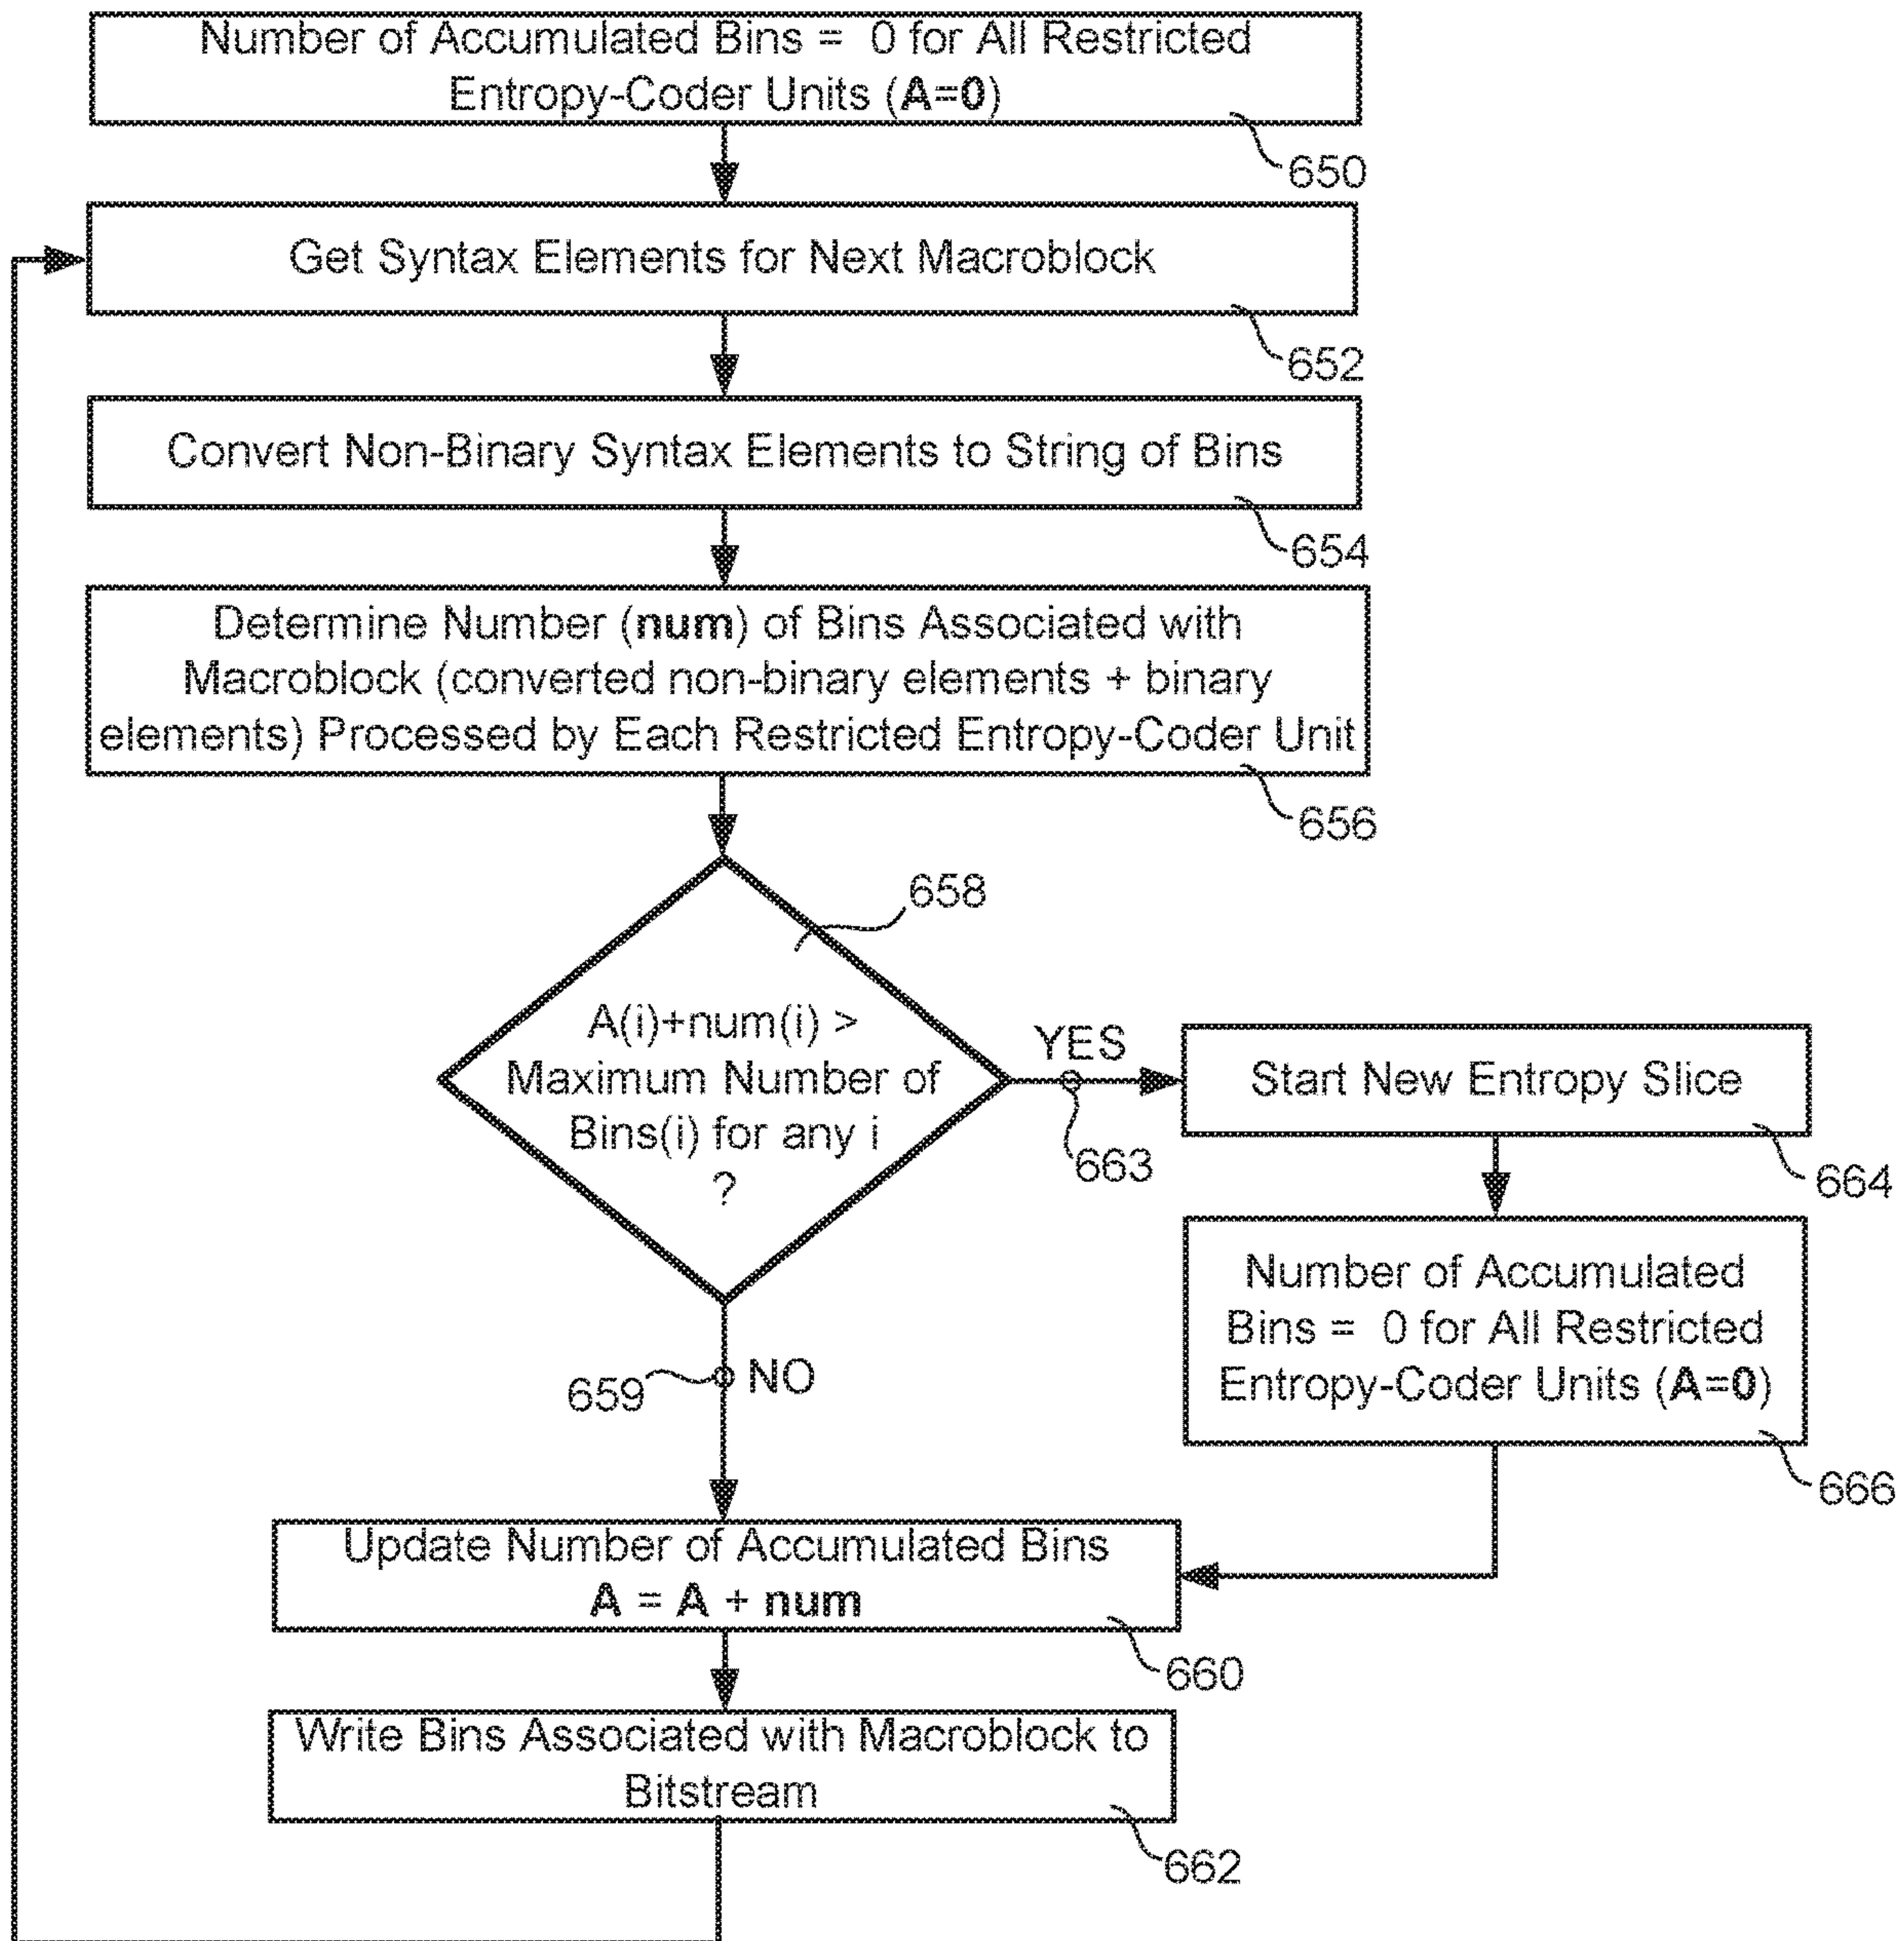 Number of Accumulated Bins = 0 for All Restricted
Entropy-Coder Units (A=0)
650
Get Syntax Elements for Next Macroblock
652
Convert Non-Binary Syntax Elements to String of Bins
654
Determine Number (num) of Bins Associated with
Macroblock (converted non-binary elements + binary
elements) Processed by Each Restricted Entropy-Coder Unit
656
658
A(i)+num(i) >
Maximum Number of
Bins(i) for any i
?
YES
663
Start New Entropy Slice
664
Number of Accumulated
Bins = 0 for All Restricted
Entropy-Coder Units (A=0)
666
659
NO
Update Number of Accumulated Bins
A = A + num
660
Write Bins Associated with Macroblock to
Bitstream
662